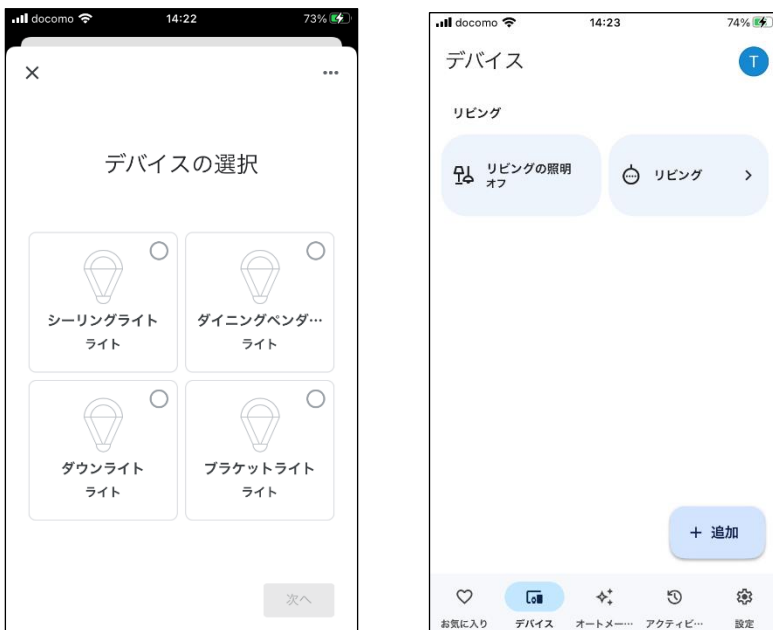 docomo 14:22 73%
デバイスの選択
シーリングライト
ライト
ダイニングペンダ…
ライト
ダウンライト
ライト
ブラケットライト
ライト
次へ
docomo 14:23 74%
デバイス
T
リビング
リビングの照明
オフ
リビング
+ 追加
お気に入り デバイス オートメー… アクティビ… 設定